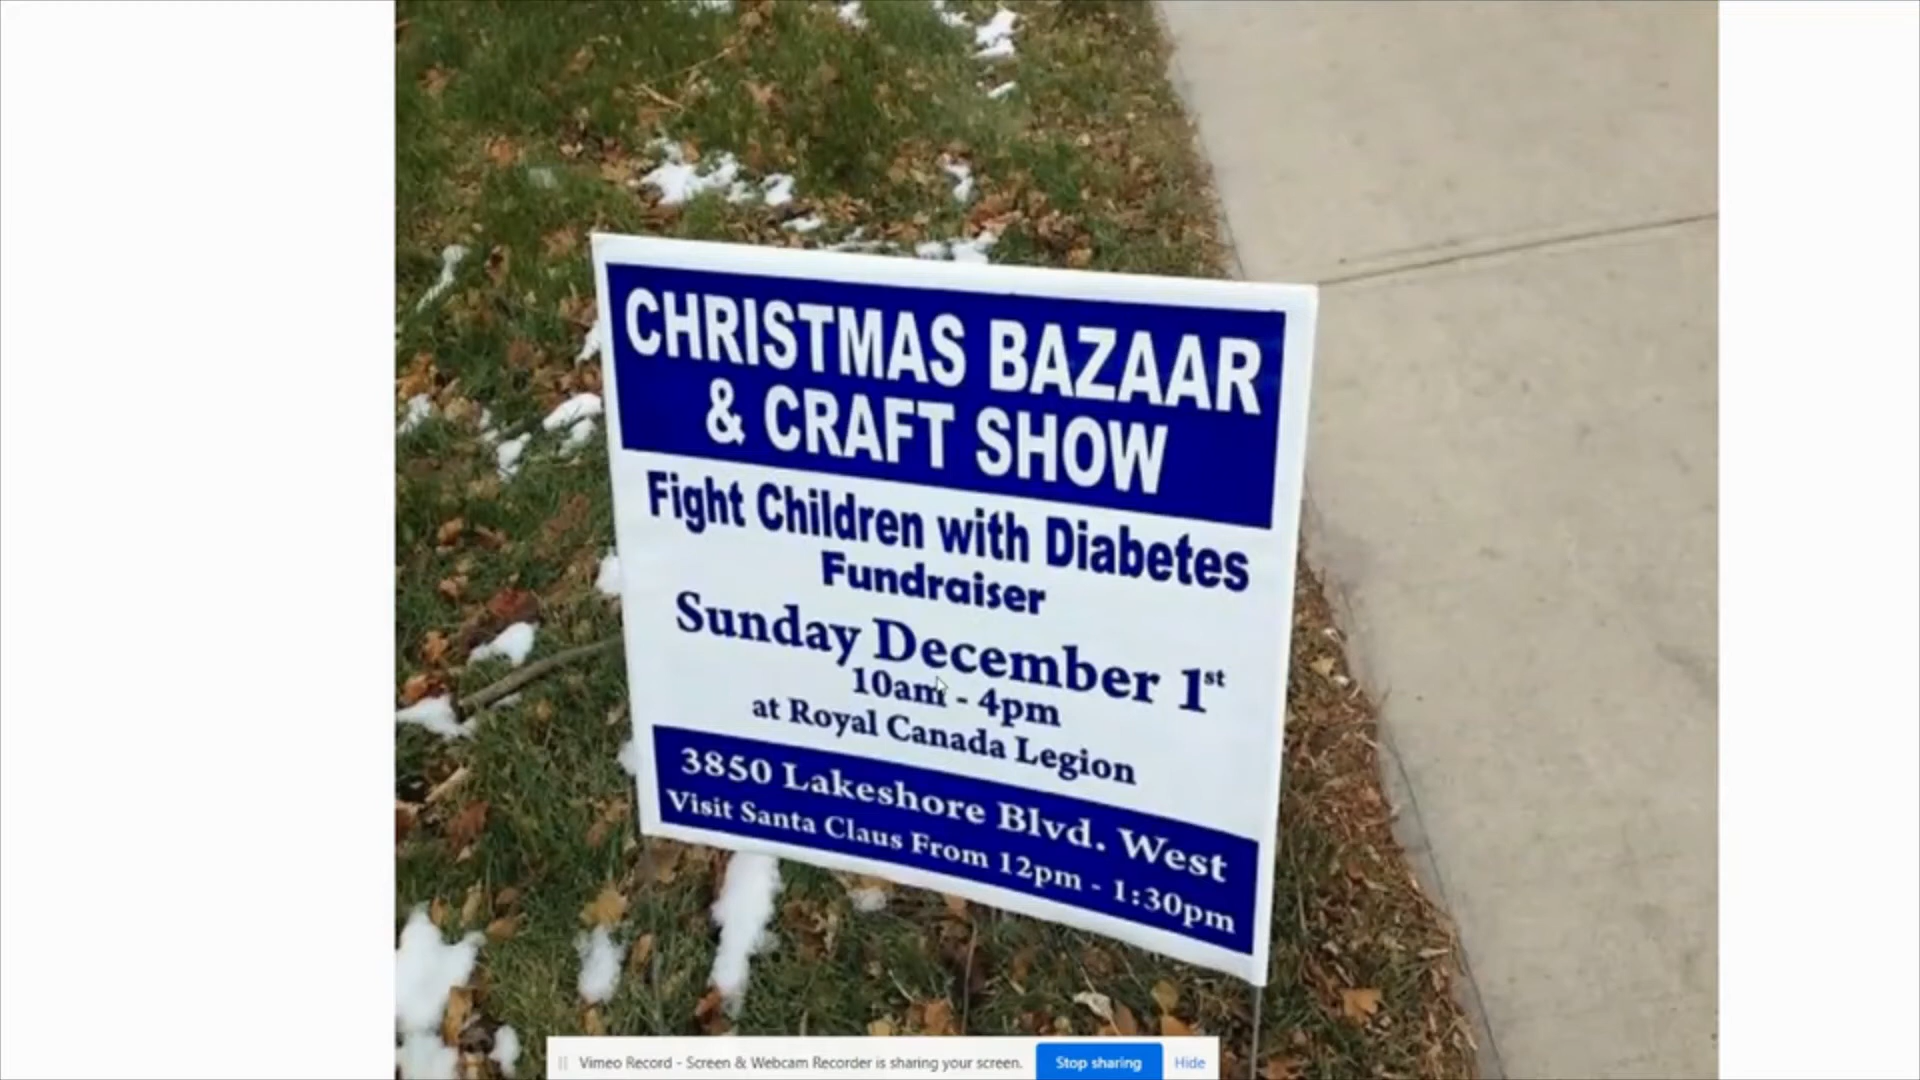 CHRISTMAS BAZAAR
& CRAFT SHOW
Fight Children with Diabetes
Fundraiser
Sunday December 1st
10am - 4pm
at Royal Canada Legion
3850 Lakeshore Blvd. West
Visit Santa Claus From 12pm - 1:30pm
Vimeo Record - Screen & Webcam Recorder is sharing your screen. Stop sharing Hide